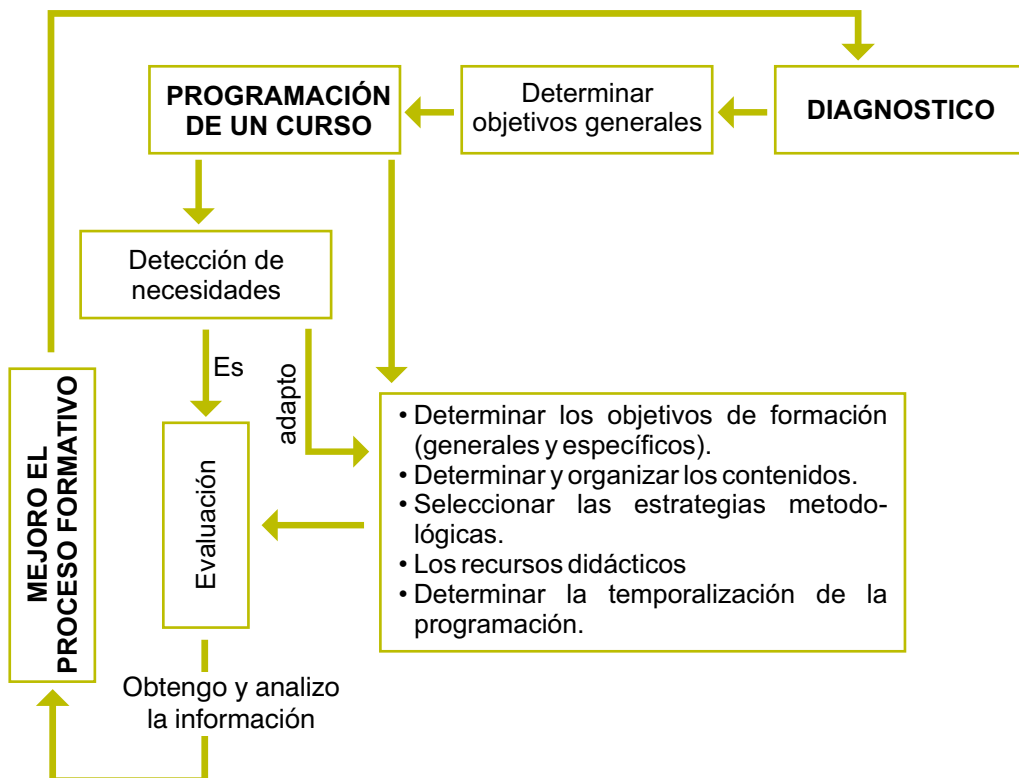 PROGRAMACIÓN
DE UN CURSO
Determinar
objetivos generales
DIAGNOSTICO
Detección de
necesidades
Es
adapto
MEJORO EL
PROCESO FORMATIVO
Evaluación
• Determinar los objetivos de formación
(generales y específicos).
• Determinar y organizar los contenidos.
• Seleccionar las estrategias metodo-
lógicas.
• Los recursos didácticos
• Determinar la temporalización de la
programación.
Obtengo y analizo
la información